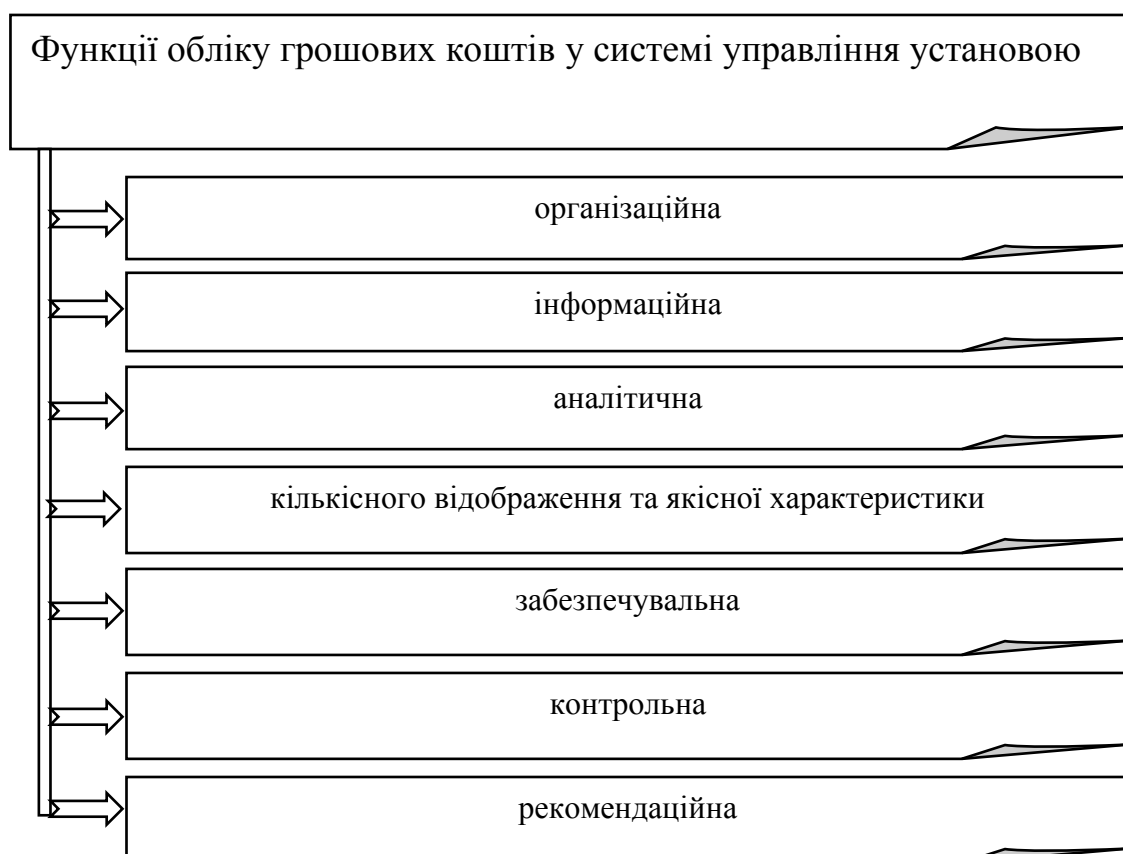 Функції обліку грошових коштів у системі управління установою
організаційна
інформаційна
аналітична
кількісного відображення та якісної характеристики
забезпечувальна
контрольна
рекомендаційна